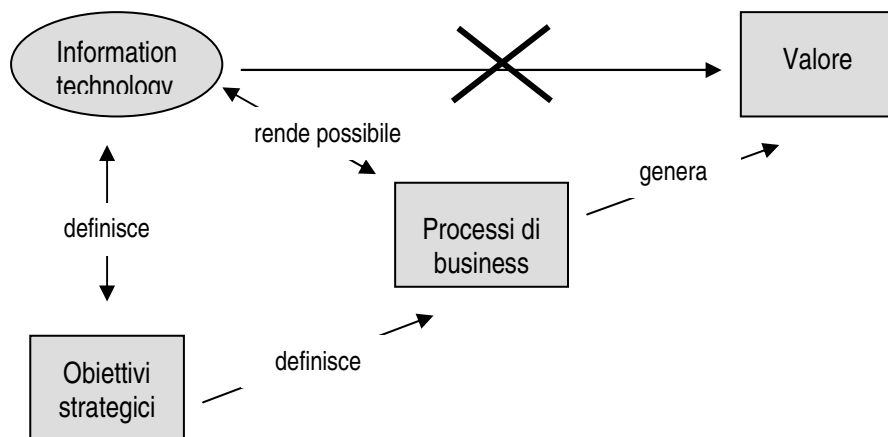 Information
technology
Valore
rende possibile
genera
definisce
Processi di
business
definisce
Obiettivi
strategici